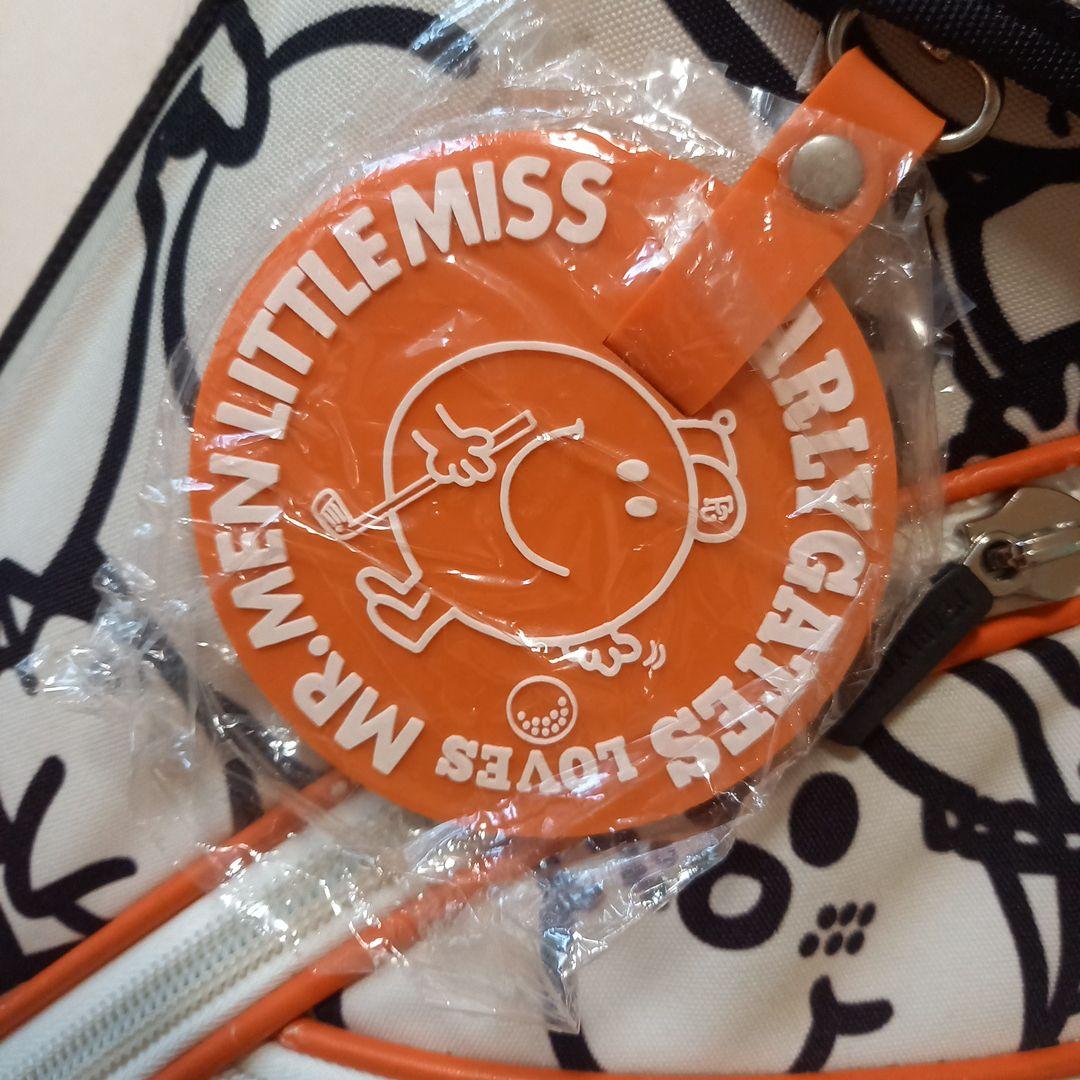 MR. MEN LITTLE MISS
LOVES
ARLY GATES